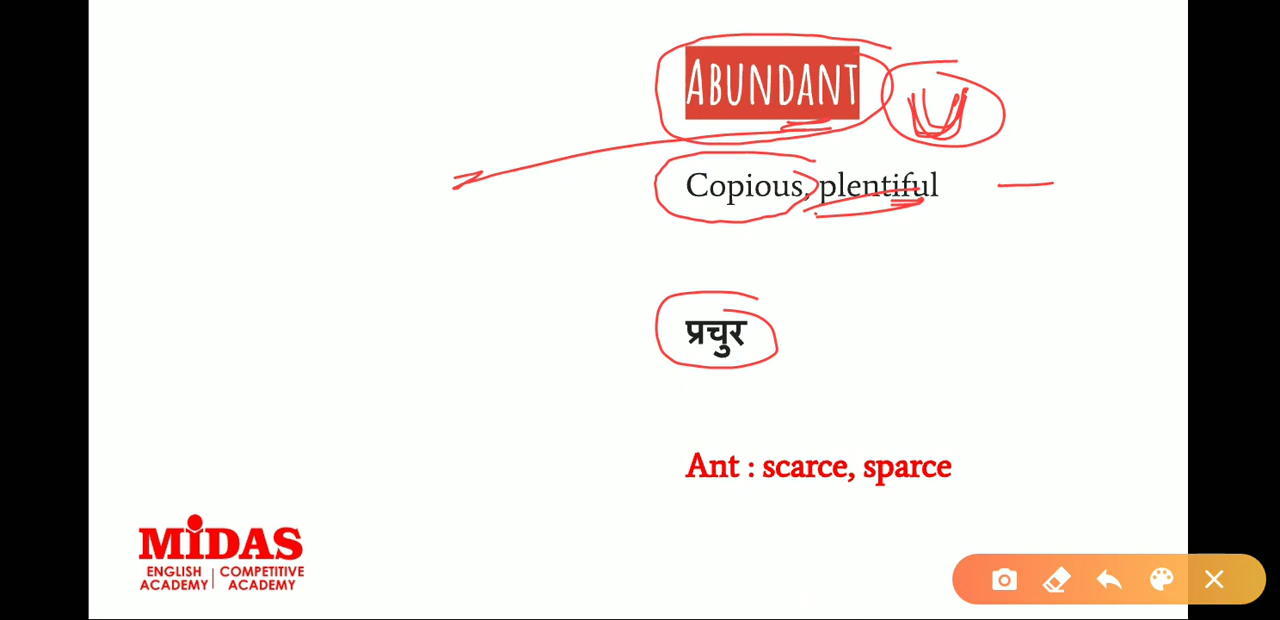 ABUNDANT
U
Copious, plentiful
प्रचुर
Ant : scarce, sparce
MiDAS
ENGLISH ACADEMY | COMPETITIVE ACADEMY